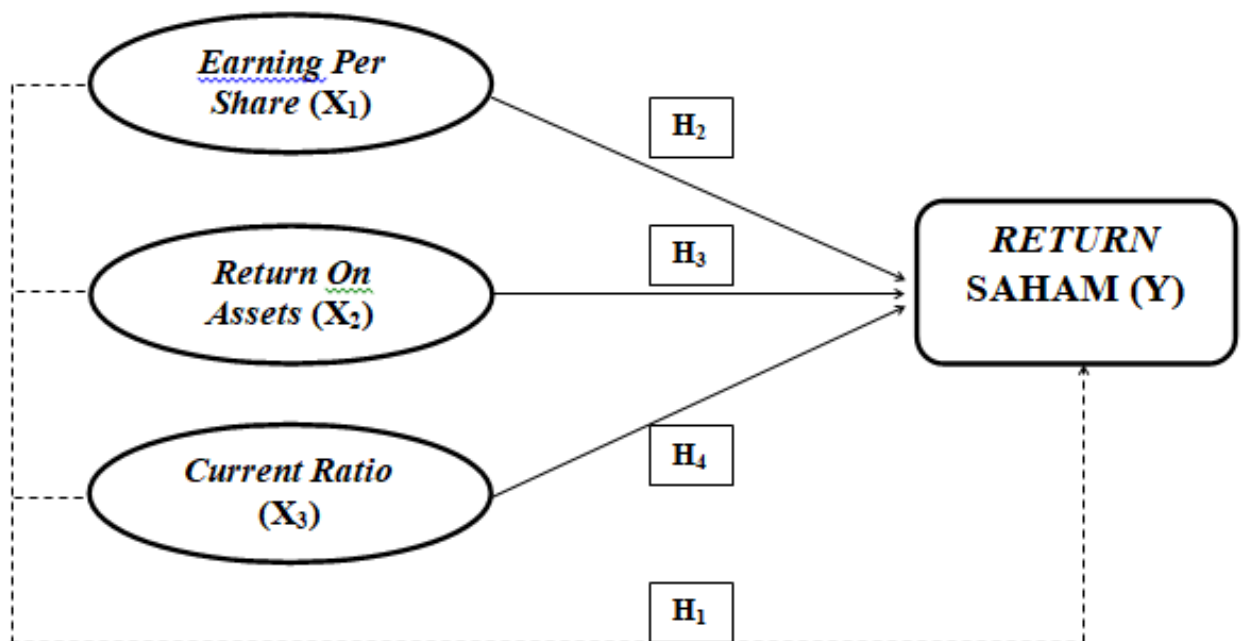 Earning Per
Share (X₁)
H₂
Return On
Assets (X₂)
H₃
RETURN
SAHAM (Y)
Current Ratio
(X₃)
H₄
H₁